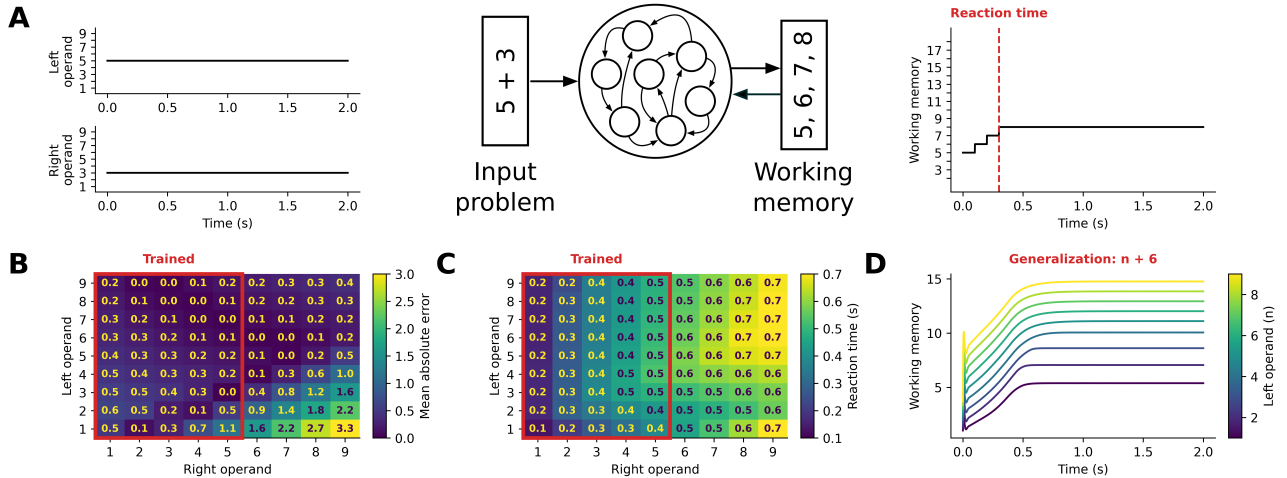 A
9
7
5
3
1
Left
operand
0.0 0.5 1.0 1.5 2.0
9
7
5
3
1
Right
operand
0.0 0.5 1.0 1.5 2.0
Time (s)
5 + 3
Input
problem
5, 6, 7, 8
Working
memory
Reaction time
17
15
13
11
9
7
5
3
Working memory
0.0 0.5 1.0 1.5 2.0
Time (s)
B
Trained
Left operand
9 0.2 0.0 0.0 0.1 0.2 0.2 0.3 0.3 0.4
8 0.2 0.1 0.0 0.0 0.1 0.2 0.2 0.3 0.3
7 0.3 0.2 0.1 0.0 0.0 0.1 0.1 0.2 0.2
6 0.3 0.3 0.2 0.1 0.0 0.0 0.0 0.1 0.2
5 0.4 0.3 0.3 0.2 0.2 0.1 0.0 0.2 0.5
4 0.5 0.4 0.3 0.3 0.2 0.1 0.3 0.6 1.0
3 0.5 0.5 0.4 0.3 0.0 0.4 0.8 1.2 1.6
2 0.6 0.5 0.2 0.1 0.5 0.9 1.4 1.8 2.2
1 0.5 0.1 0.3 0.7 1.1 1.6 2.2 2.7 3.3
1 2 3 4 5 6 7 8 9
Right operand
3.0
2.5
2.0
1.5
1.0
0.5
0.0
Mean absolute error
C
Trained
Left operand
9 0.2 0.2 0.4 0.4 0.5 0.5 0.6 0.6 0.7
8 0.2 0.3 0.4 0.4 0.5 0.5 0.6 0.7 0.7
7 0.2 0.3 0.4 0.4 0.5 0.6 0.6 0.7 0.7
6 0.2 0.3 0.4 0.4 0.5 0.6 0.6 0.7 0.7
5 0.2 0.3 0.4 0.4 0.5 0.6 0.6 0.6 0.7
4 0.2 0.3 0.4 0.4 0.5 0.6 0.6 0.6 0.6
3 0.2 0.3 0.4 0.5 0.5 0.5 0.6 0.6 0.6
2 0.2 0.3 0.3 0.4 0.4 0.5 0.5 0.5 0.6
1 0.1 0.2 0.3 0.3 0.4 0.5 0.5 0.6 0.7
1 2 3 4 5 6 7 8 9
Right operand
0.7
0.6
0.5
0.4
0.3
0.2
0.1
Reaction time (s)
D
Generalization: n + 6
15
10
5
Working memory
0.0 0.5 1.0 1.5 2.0
Time (s)
8
6
4
2
Left operand (n)